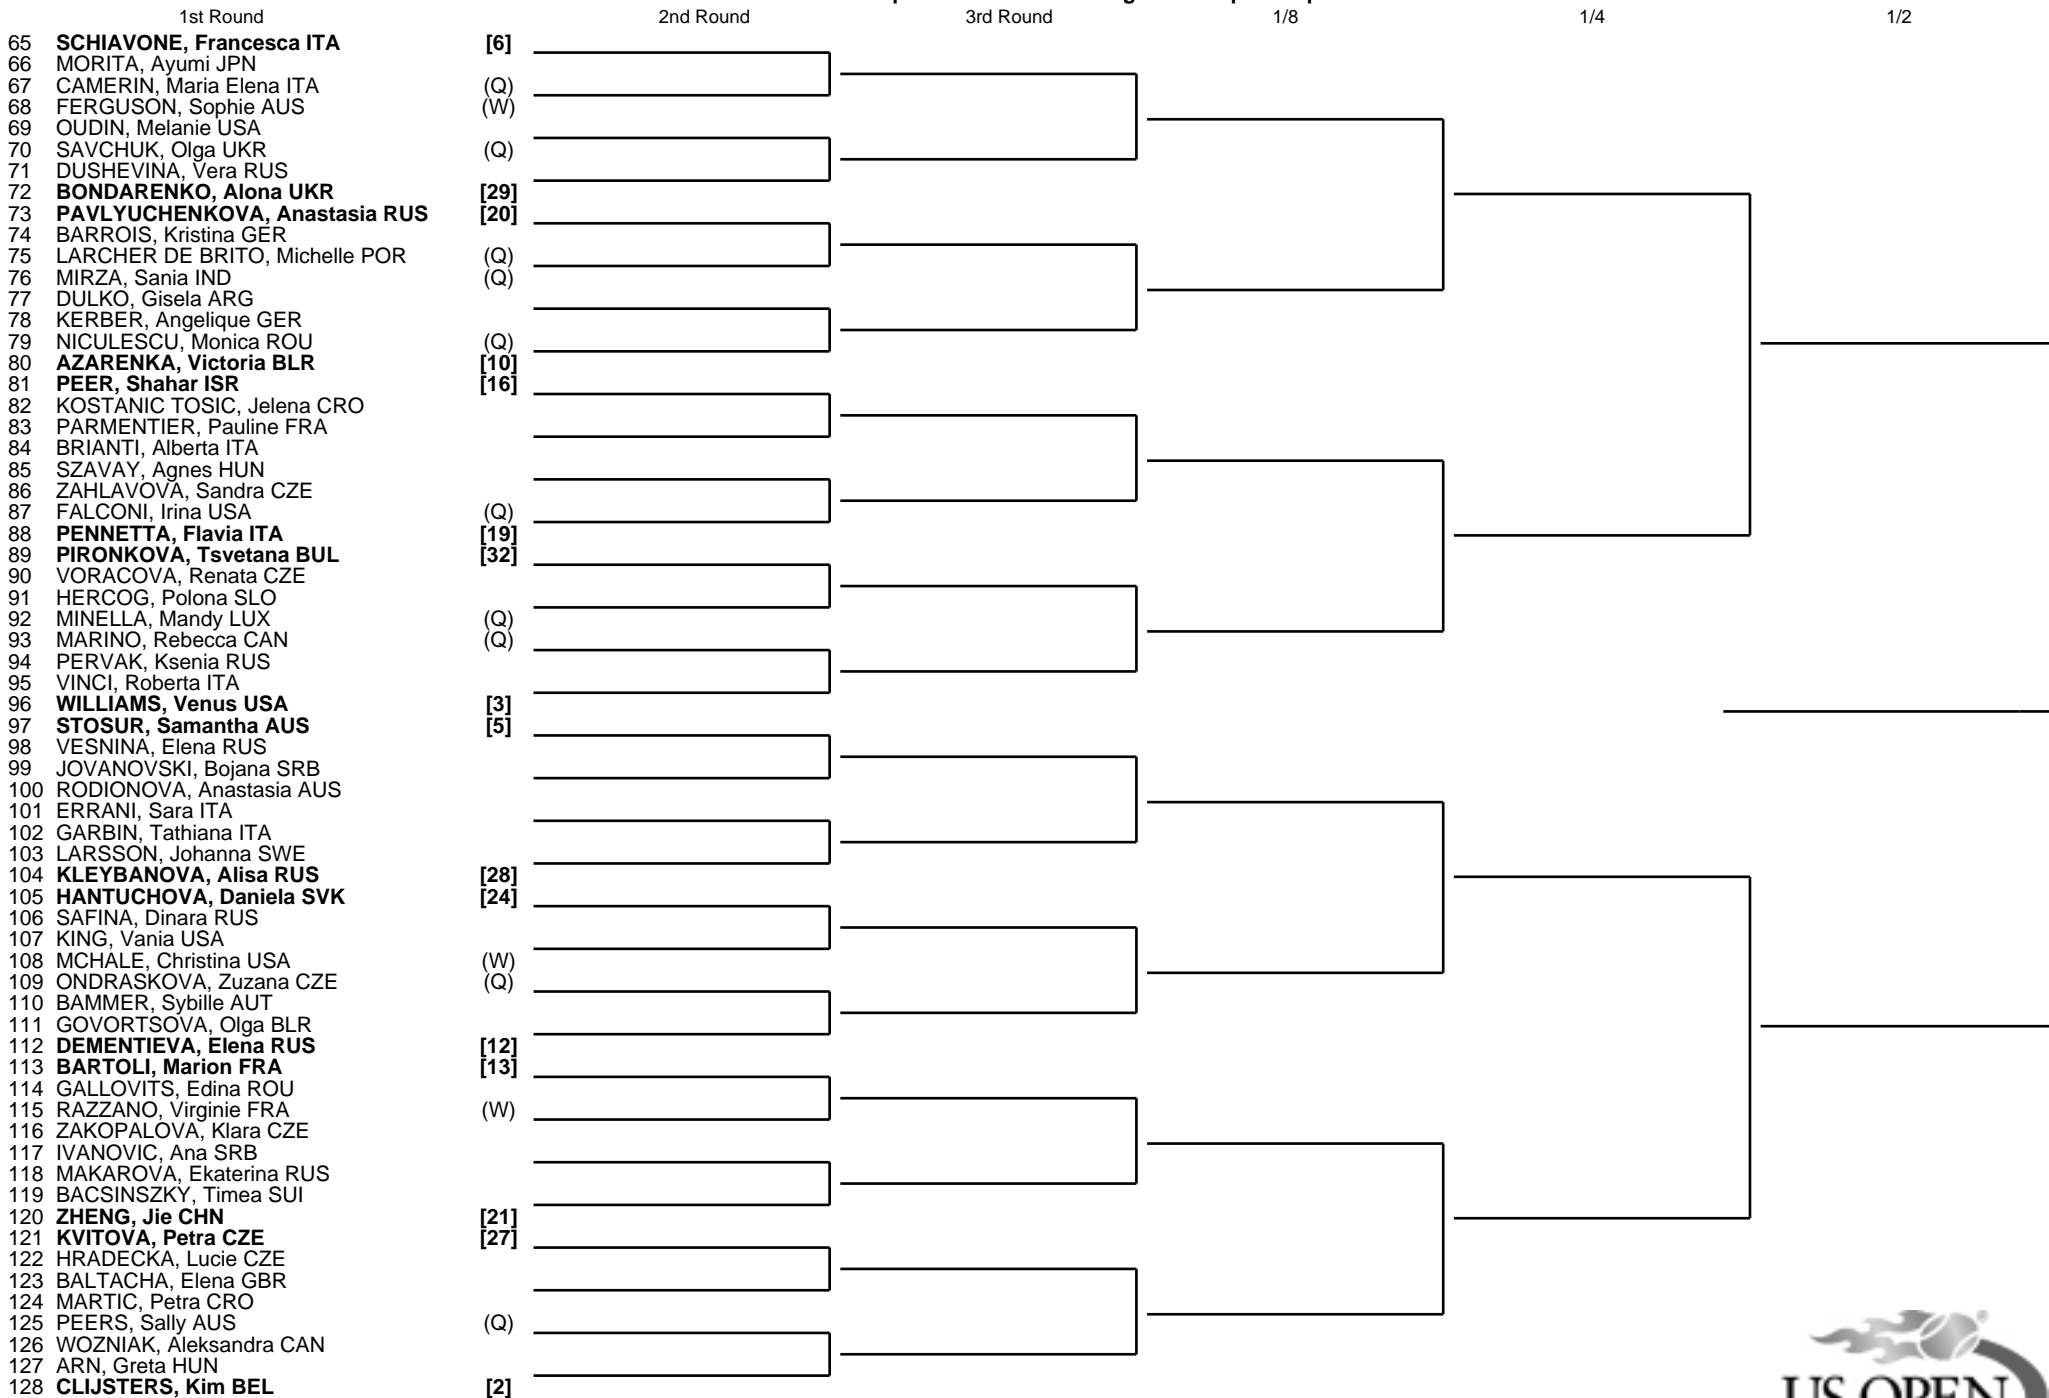 1st Round 2nd Round 3rd Round 1/8 1/4 1/2
65 SCHIAVONE, Francesca ITA [6]
66 MORITA, Ayumi JPN
67 CAMERIN, Maria Elena ITA (Q)
68 FERGUSON, Sophie AUS (W)
69 OUDIN, Melanie USA
70 SAVCHUK, Olga UKR (Q)
71 DUSHEVINA, Vera RUS
72 BONDARENKO, Alona UKR [29]
73 PAVLYUCHENKOVA, Anastasia RUS [20]
74 BARROIS, Kristina GER
75 LARCHER DE BRITO, Michelle POR (Q)
76 MIRZA, Sania IND (Q)
77 DULKO, Gisela ARG
78 KERBER, Angelique GER
79 NICULESCU, Monica ROU (Q)
80 AZARENKA, Victoria BLR [10]
81 PEER, Shahar ISR [16]
82 KOSTANIC TOSIC, Jelena CRO
83 PARMENTIER, Pauline FRA
84 BRIANTI, Alberta ITA
85 SZAVAY, Agnes HUN
86 ZAHLAVOVA, Sandra CZE
87 FALCONI, Irina USA (Q)
88 PENNETTA, Flavia ITA [19]
89 PIRONKOVA, Tsvetana BUL [32]
90 VORACOVA, Renata CZE
91 HERCOG, Polona SLO
92 MINELLA, Mandy LUX (Q)
93 MARINO, Rebecca CAN (Q)
94 PERVAK, Ksenia RUS
95 VINCI, Roberta ITA
96 WILLIAMS, Venus USA [3]
97 STOSUR, Samantha AUS [5]
98 VESNINA, Elena RUS
99 JOVANOVSKI, Bojana SRB
100 RODIONOVA, Anastasia AUS
101 ERRANI, Sara ITA
102 GARBIN, Tathiana ITA
103 LARSSON, Johanna SWE
104 KLEYBANOVA, Alisa RUS [28]
105 HANTUCHOVA, Daniela SVK [24]
106 SAFINA, Dinara RUS
107 KING, Vania USA
108 MCHALE, Christina USA (W)
109 ONDRASKOVA, Zuzana CZE (Q)
110 BAMMER, Sybille AUT
111 GOVORTSOVA, Olga BLR
112 DEMENTIEVA, Elena RUS [12]
113 BARTOLI, Marion FRA [13]
114 GALLOVITS, Edina ROU
115 RAZZANO, Virginie FRA (W)
116 ZAKOPALOVA, Klara CZE
117 IVANOVIC, Ana SRB
118 MAKAROVA, Ekaterina RUS
119 BACSINSZKY, Timea SUI
120 ZHENG, Jie CHN [21]
121 KVITOVA, Petra CZE [27]
122 HRADECKA, Lucie CZE
123 BALTACHA, Elena GBR
124 MARTIC, Petra CRO
125 PEERS, Sally AUS (Q)
126 WOZNIAK, Aleksandra CAN
127 ARN, Greta HUN
128 CLIJSTERS, Kim BEL [2]
US OPEN